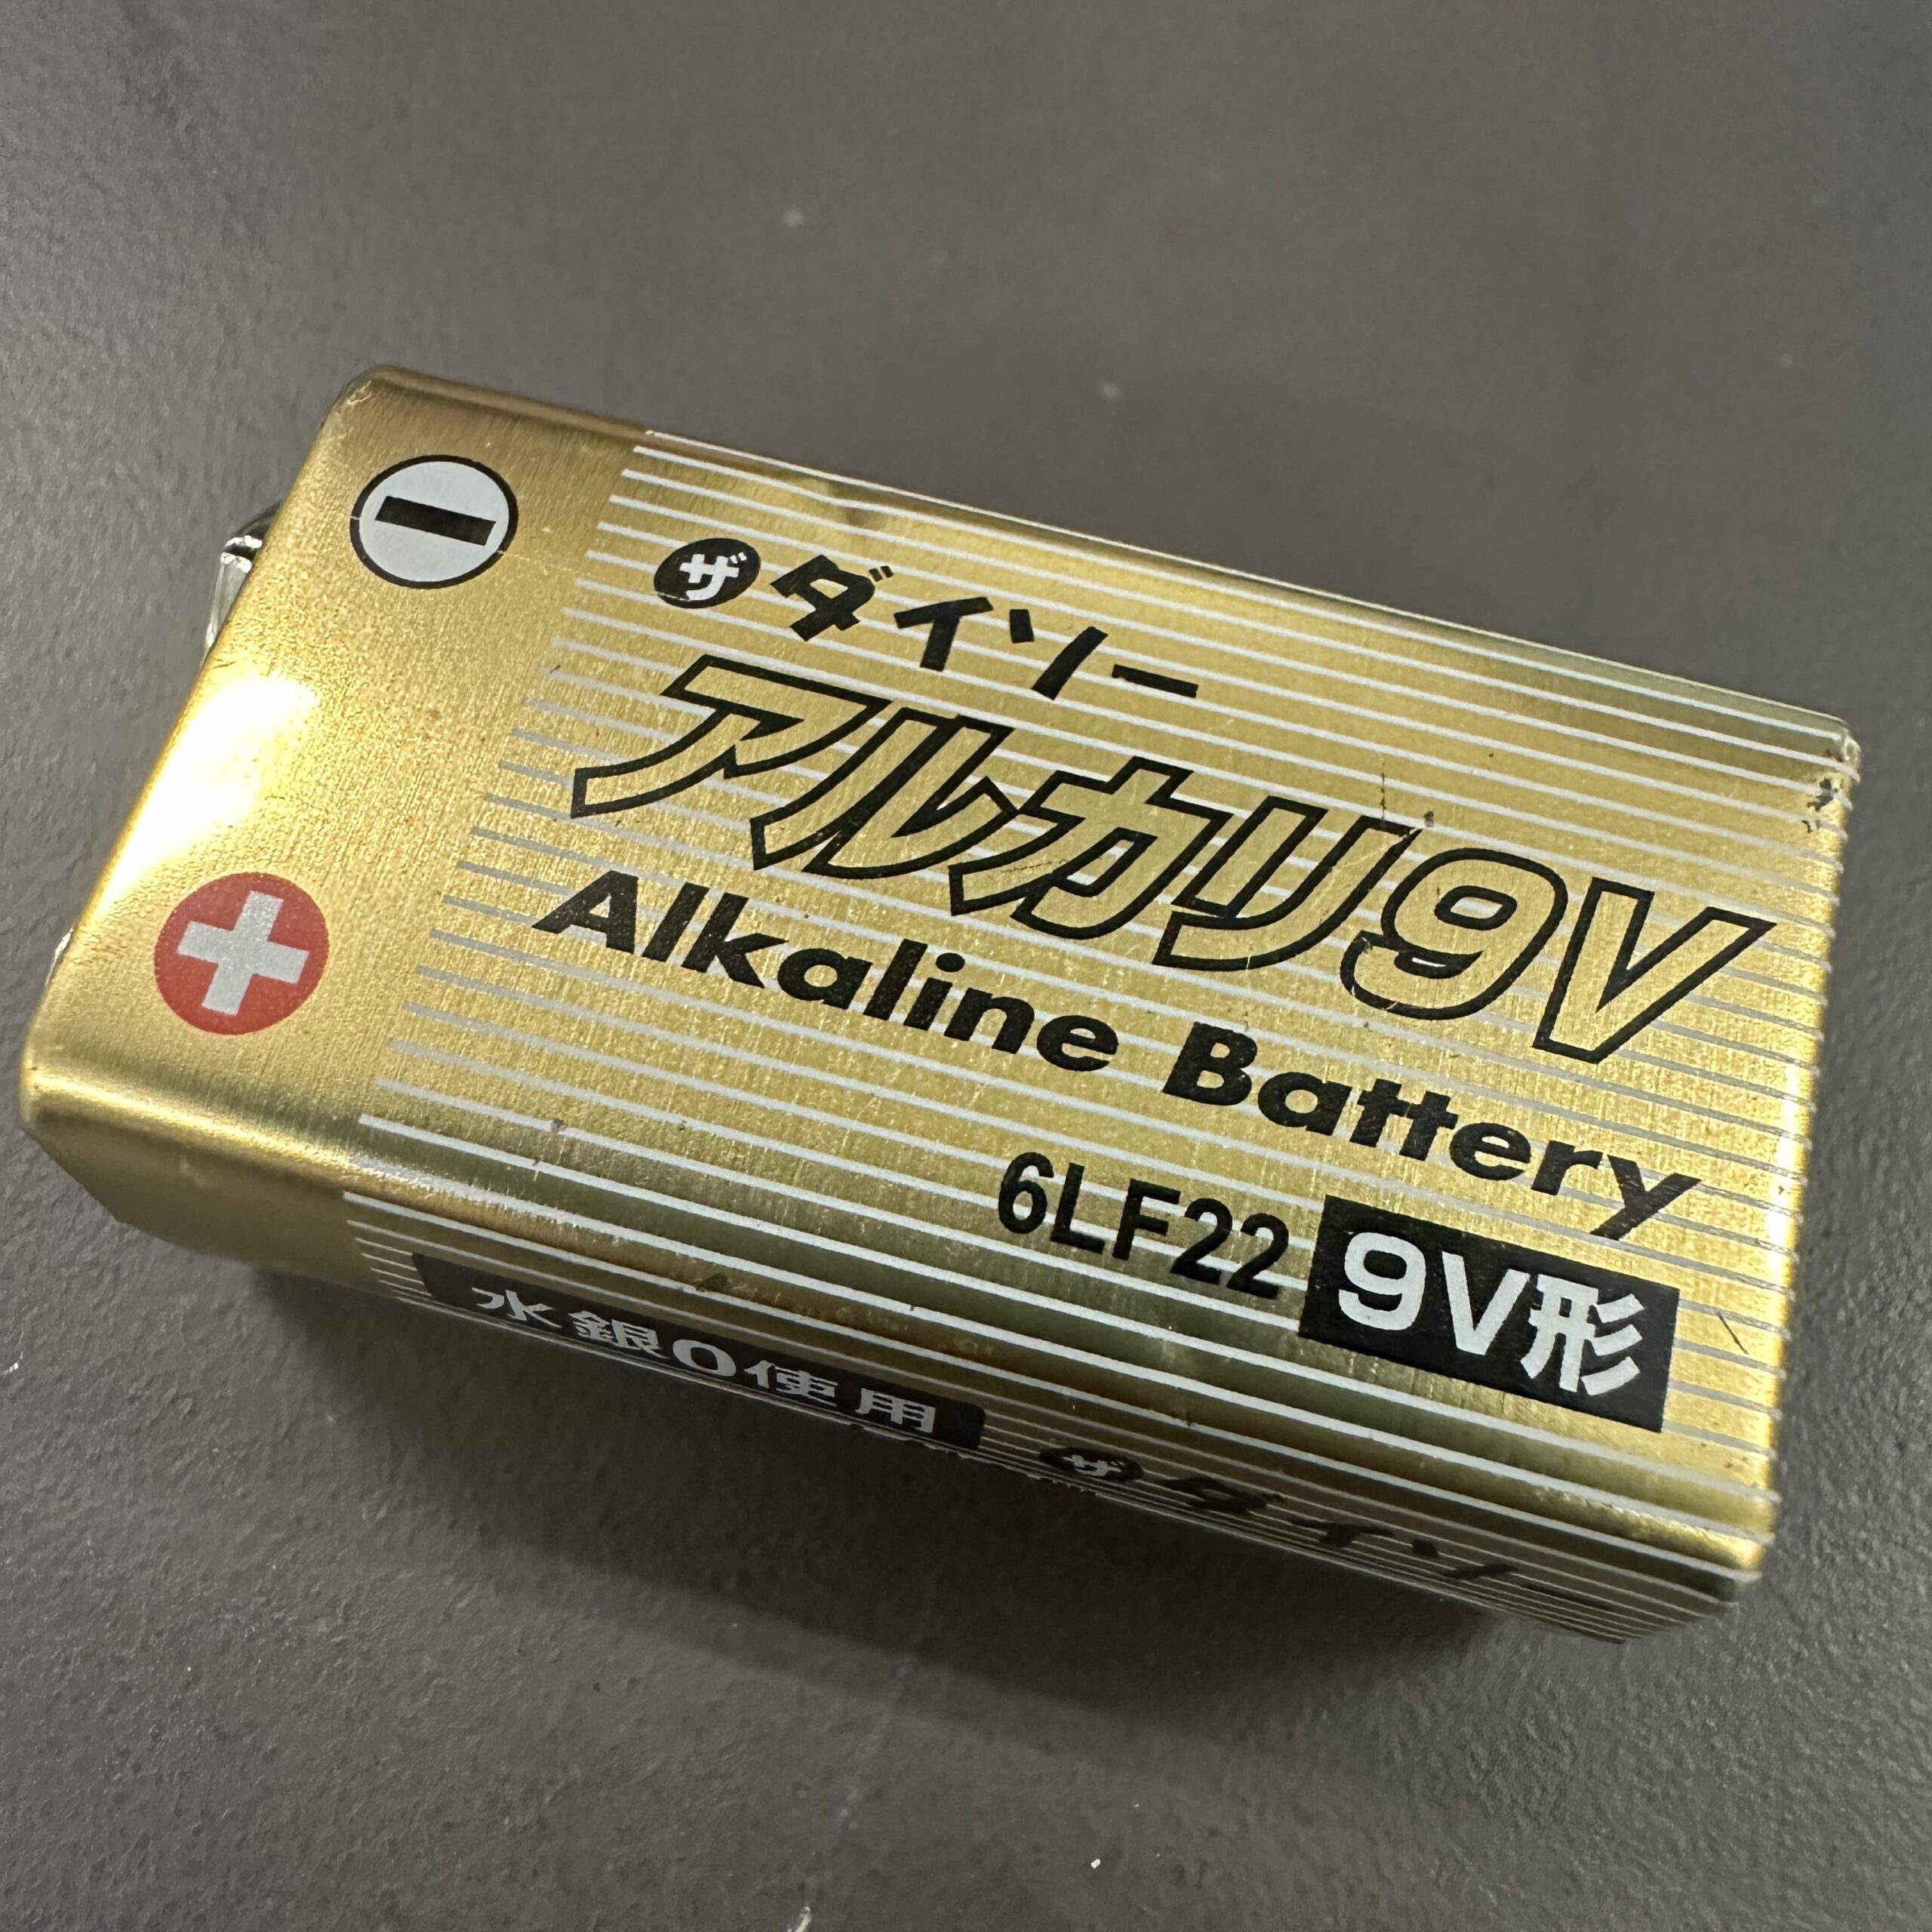 ザ ダイソー
アルカリ9V
Alkaline Battery
6LF22 9V形
水銀0使用
ザ ダイソー